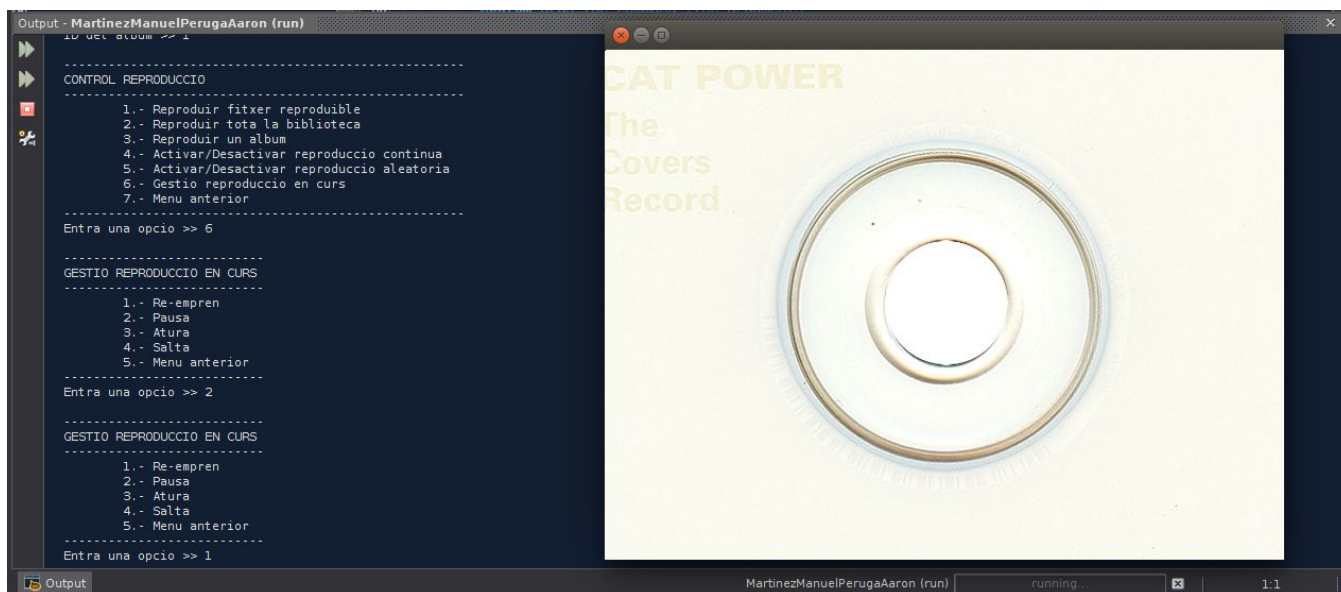 Output - MartinezManuelPerugaAaron (run)
ID del album >> 1
-------------------------------------------------------
CONTROL REPRODUCCIO
-------------------------------------------------------
1.- Reproduir fitxer reproduible
2.- Reproduir tota la biblioteca
3.- Reproduir un album
4.- Activar/Desactivar reproduccio continua
5.- Activar/Desactivar reproduccio aleatoria
6.- Gestio reproduccio en curs
7.- Menu anterior
-------------------------------------------------------
Entra una opcio >> 6
---------------------------
GESTIO REPRODUCCIO EN CURS
---------------------------
1.- Re-empren
2.- Pausa
3.- Atura
4.- Salta
5.- Menu anterior
---------------------------
Entra una opcio >> 2
---------------------------
GESTIO REPRODUCCIO EN CURS
---------------------------
1.- Re-empren
2.- Pausa
3.- Atura
4.- Salta
5.- Menu anterior
---------------------------
Entra una opcio >> 1
CAT POWER
The
Covers
Record
Output
MartinezManuelPerugaAaron (run)
running...
1:1